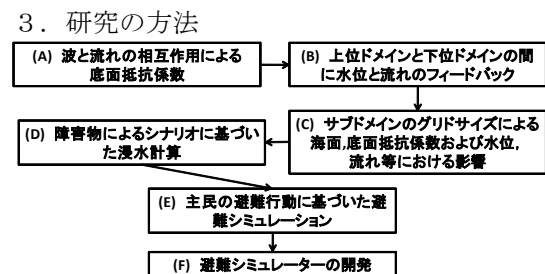 ３．研究の方法
(A) 波と流れの相互作用による
底面抵抗係数
(B) 上位ドメインと下位ドメインの間
に水位と流れのフィードバック
(C) サブドメインのグリドサイズによる
海面,底面抵抗係数および水位,
流れ等における影響
(D) 障害物によるシナリオに基づい
た浸水計算
(E) 主民の避難行動に基づいた避
難シミュレーション
(F) 避難シミュレーターの開発